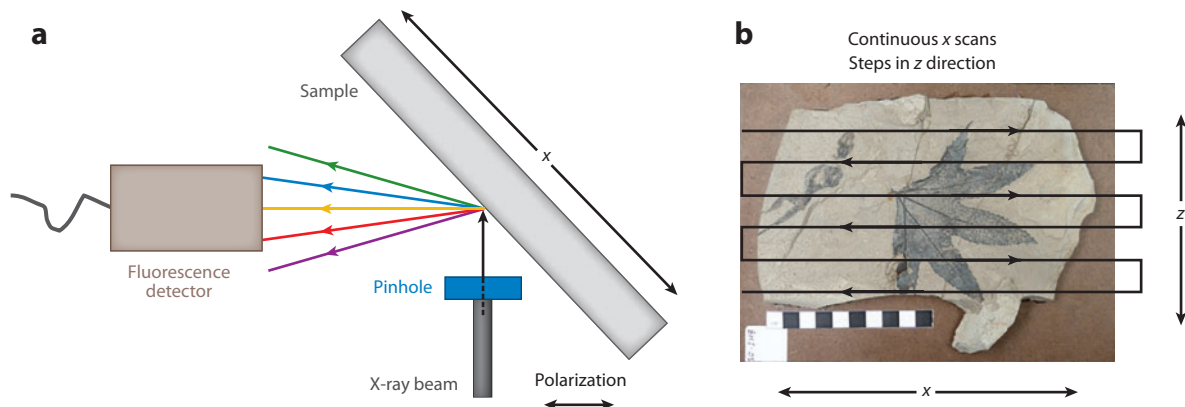 a
Sample
x
Fluorescence
detector
Pinhole
X-ray beam
Polarization
b
Continuous x scans
Steps in z direction
z
x